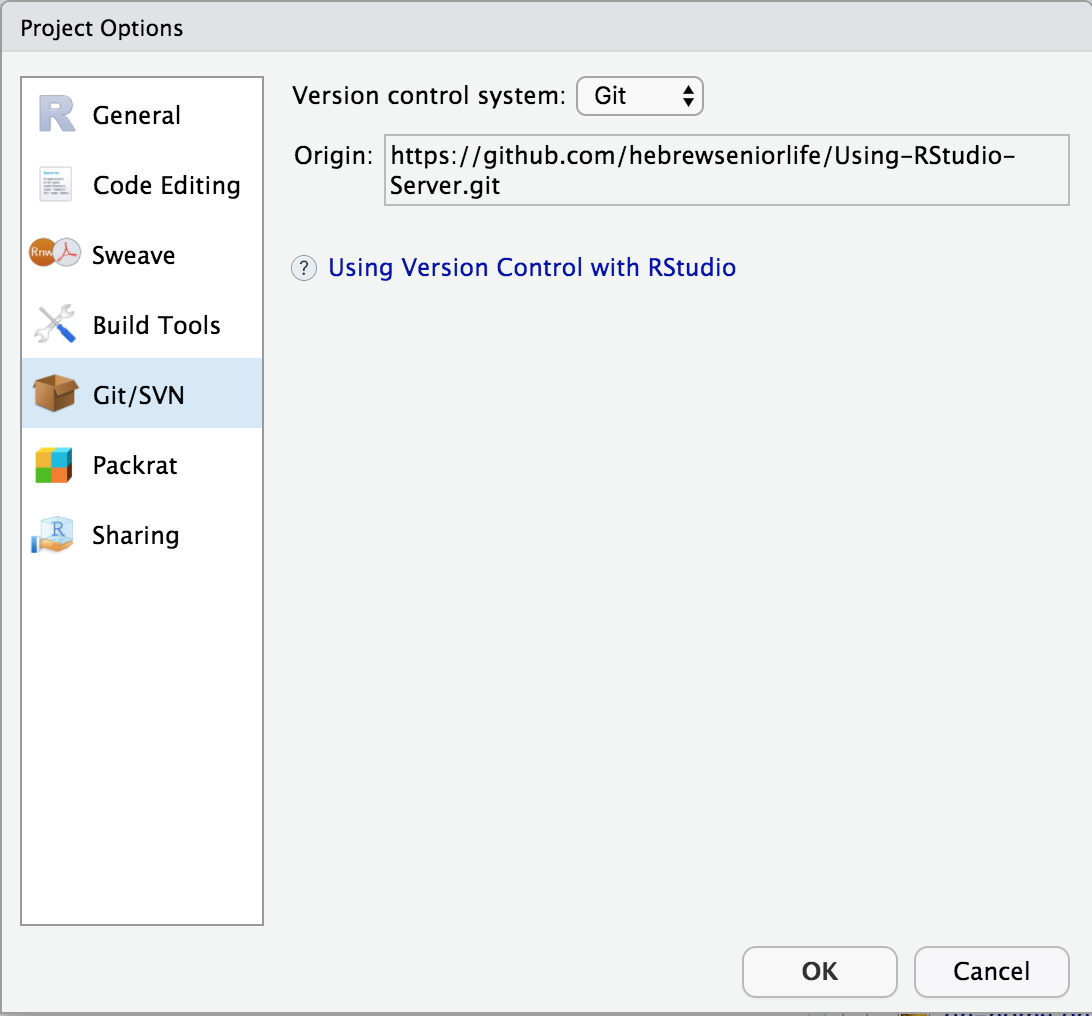 Project Options
General
Code Editing
Sweave
Build Tools
Git/SVN
Packrat
Sharing
Version control system: Git
Origin: https://github.com/hebrewseniorlife/Using-RStudio-
Server.git
? Using Version Control with RStudio
OK
Cancel